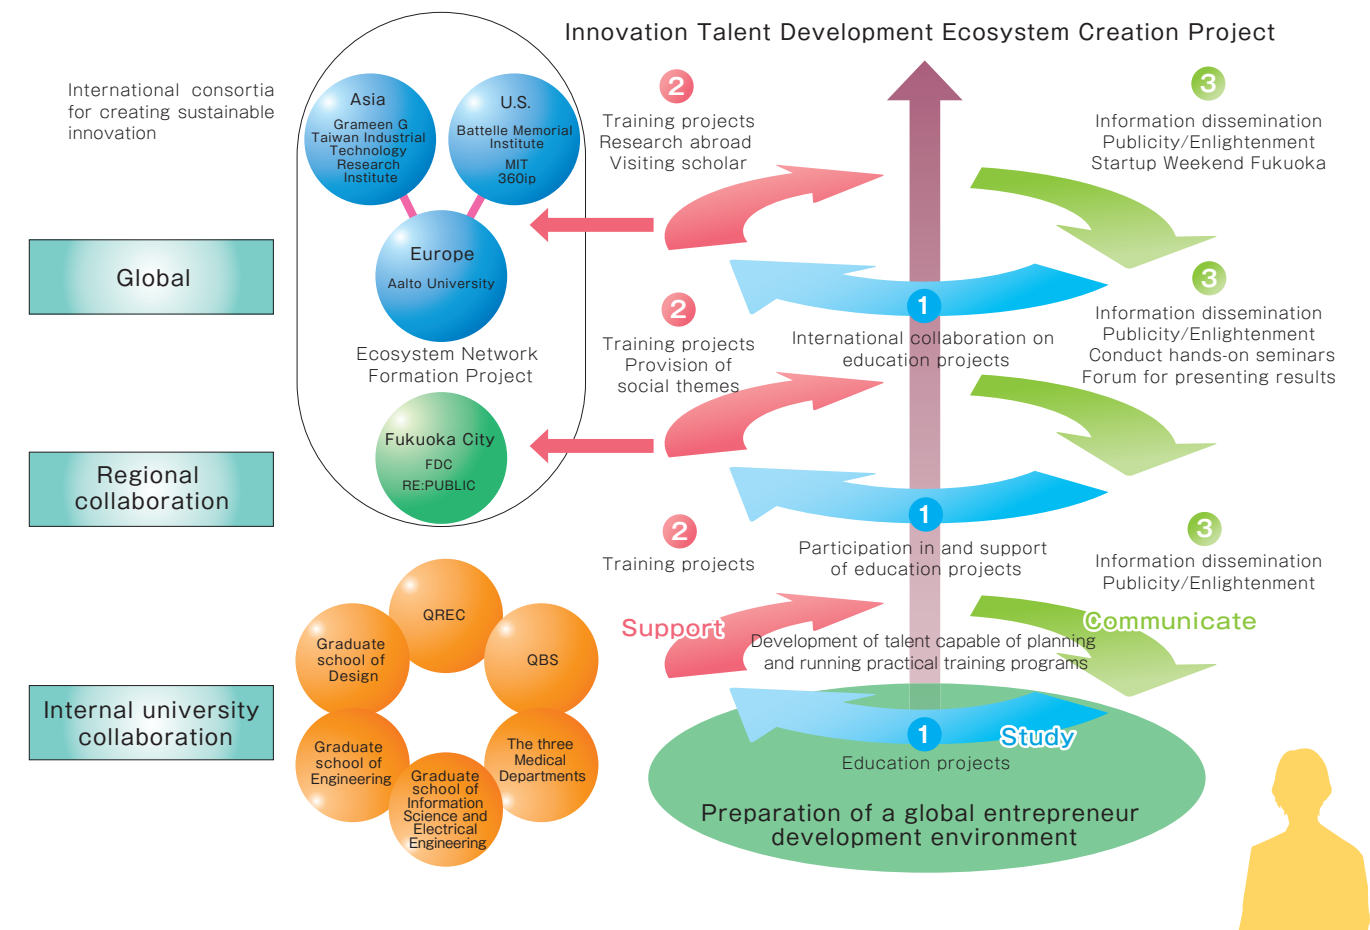 Innovation Talent Development Ecosystem Creation Project
International consortia
for creating sustainable
innovation
Asia
Grameen G
Taiwan Industrial
Technology
Research
Institute
U.S.
Battelle Memorial
Institute
MIT
360ip
Europe
Aalto University
Ecosystem Network
Formation Project
Fukuoka City
FDC
RE:PUBLIC
Global
Regional
collaboration
Internal university
collaboration
QREC
Graduate
school of
Design
QBS
Graduate
school of
Engineering
The three
Medical
Departments
Graduate
school of
Information
Science and
Electrical
Engineering
2
Training projects
Research abroad
Visiting scholar
3
Information dissemination
Publicity/Enlightenment
Startup Weekend Fukuoka
1
International collaboration on
education projects
2
Training projects
Provision of
social themes
3
Information dissemination
Publicity/Enlightenment
Conduct hands-on seminars
Forum for presenting results
1
Participation in and support
of education projects
2
Training projects
3
Information dissemination
Publicity/Enlightenment
Support
Communicate
Development of talent capable of planning
and running practical training programs
1
Study
Education projects
Preparation of a global entrepreneur
development environment